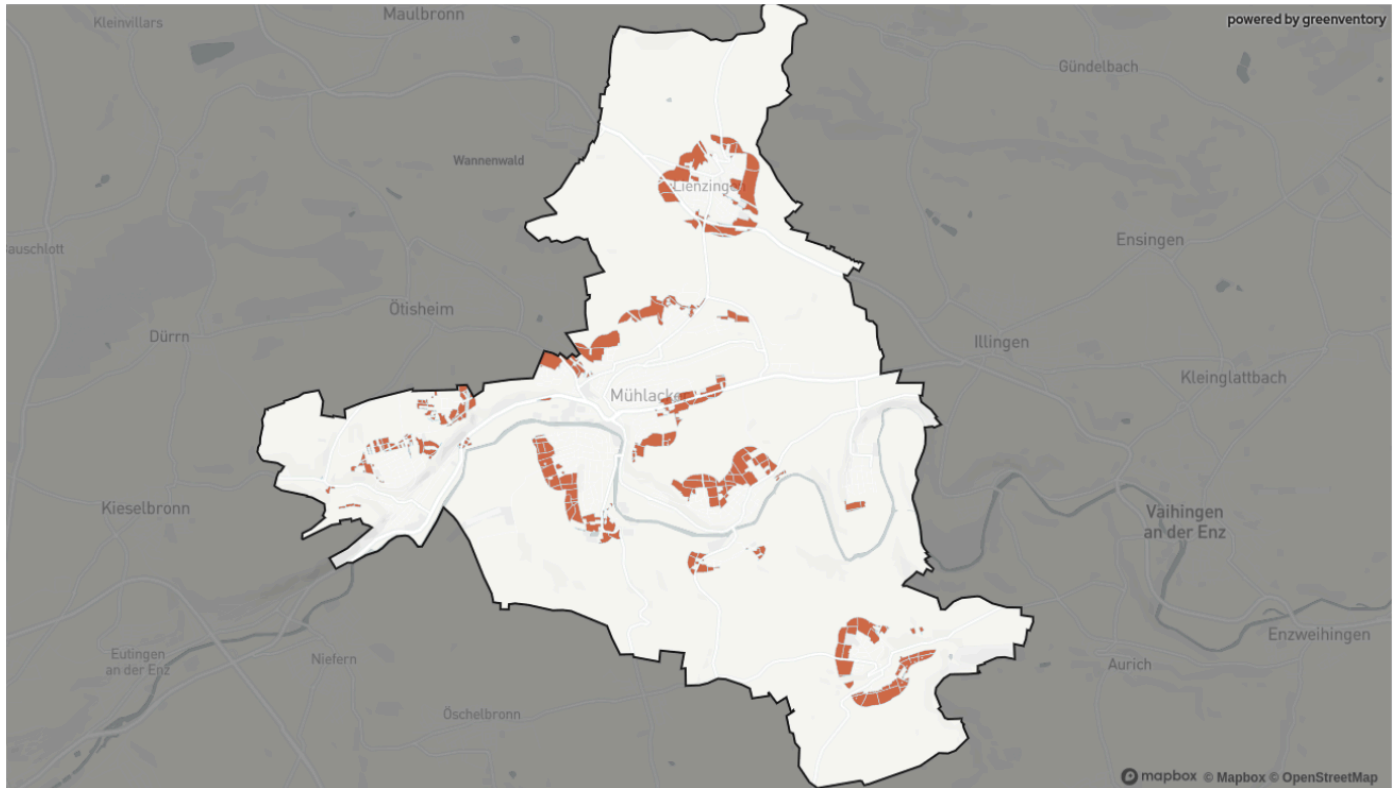 Kleinvillars
Maulbronn
powered by greenventory
Gündelbach
Wannenwald
Lienzingen
auschlott
Ensingen
Ötisheim
Dürrn
Illingen
Kleinglattbach
Mühlacke
Kieselbronn
Vaihingen
an der Enz
Enzweihingen
Eutingen
an der Enz
Niefern
Aurich
Öschelbronn
mapbox © Mapbox © OpenStreetMap